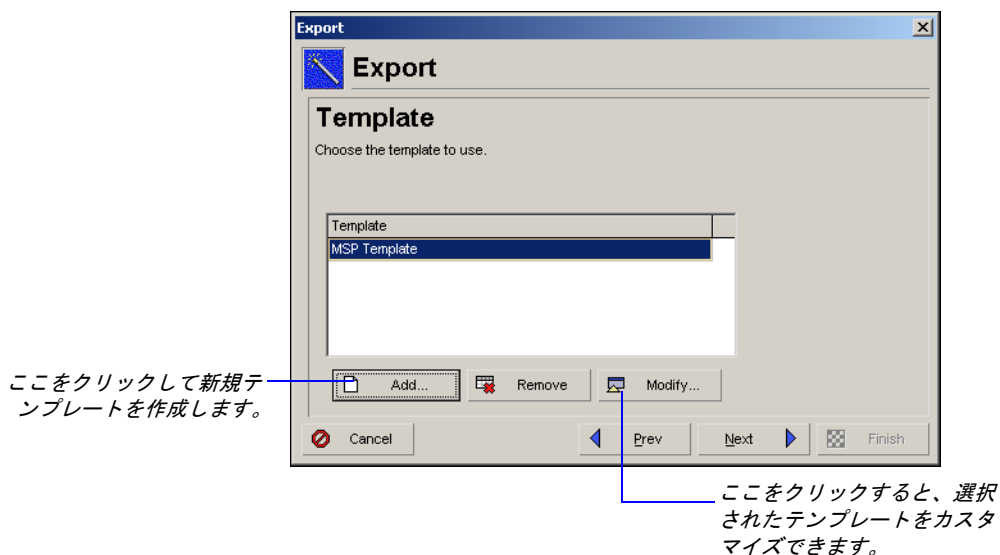 Export
Export
Template
Choose the template to use.
Template
MSP Template
ここをクリックして新規テ
ンプレートを作成します。
Add...
Remove
Modify...
Cancel
Prev
Next
Finish
ここをクリックすると、選択
されたテンプレートをカスタ
マイズできます。